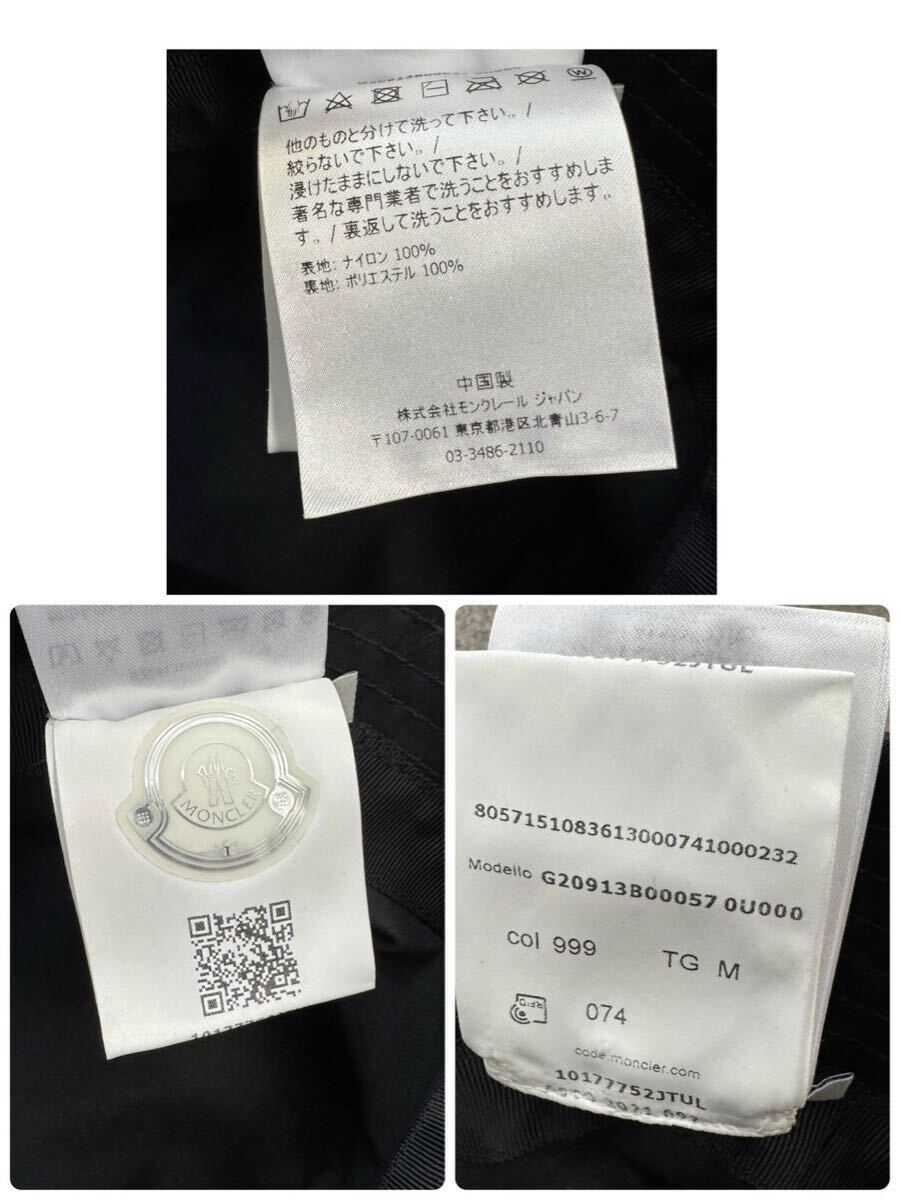 W
他のものと分けて洗って下さい。/
絞らないで下さい。/
浸けたままにしないで下さい。/
著名な専門業者で洗うことをおすすめしま
す。/裏返して洗うことをおすすめします。
表地: ナイロン 100%
裏地: ポリエステル 100%
中国製
株式会社モンクレール ジャパン
〒107-0061 東京都港区北青山3-6-7
03-3486-2110
MONCLER
8057151083613000741000232
Modello G20913B00057 0U000
col 999 TG M
RFID 074
code.moncler.com
10177752JTUL